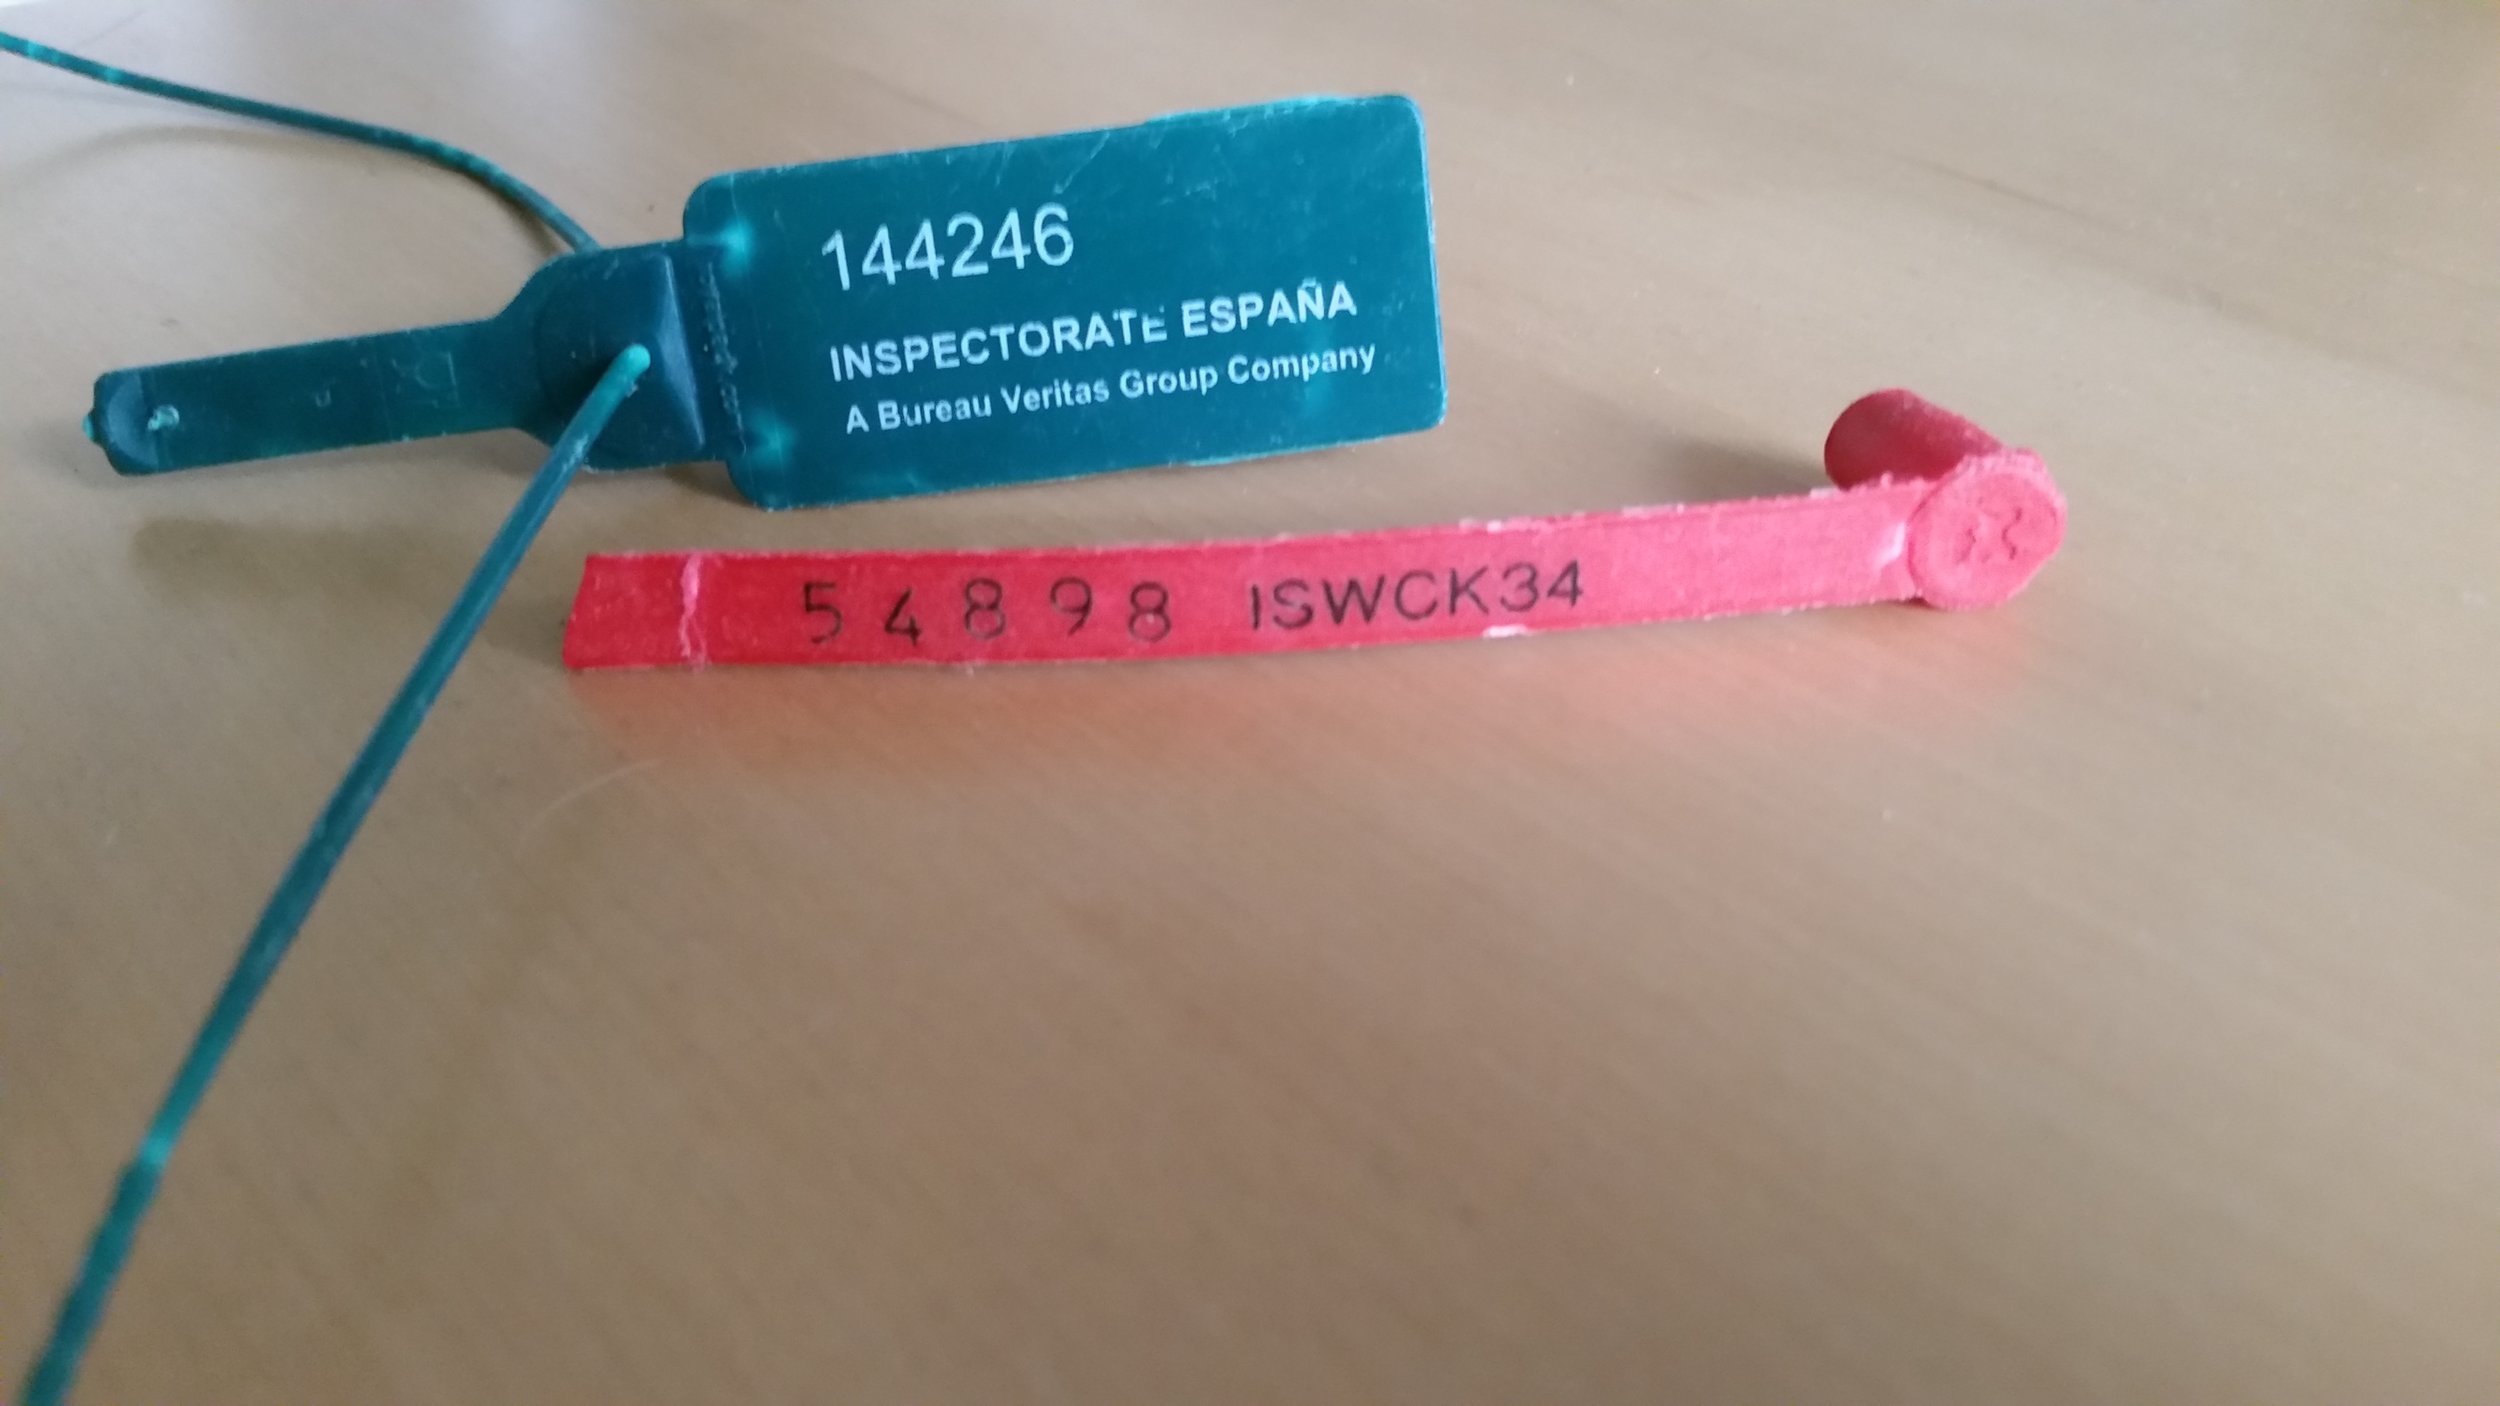 144246
INSPECTORATE ESPAÑA
A Bureau Veritas Group Company
54898 ISWCK34